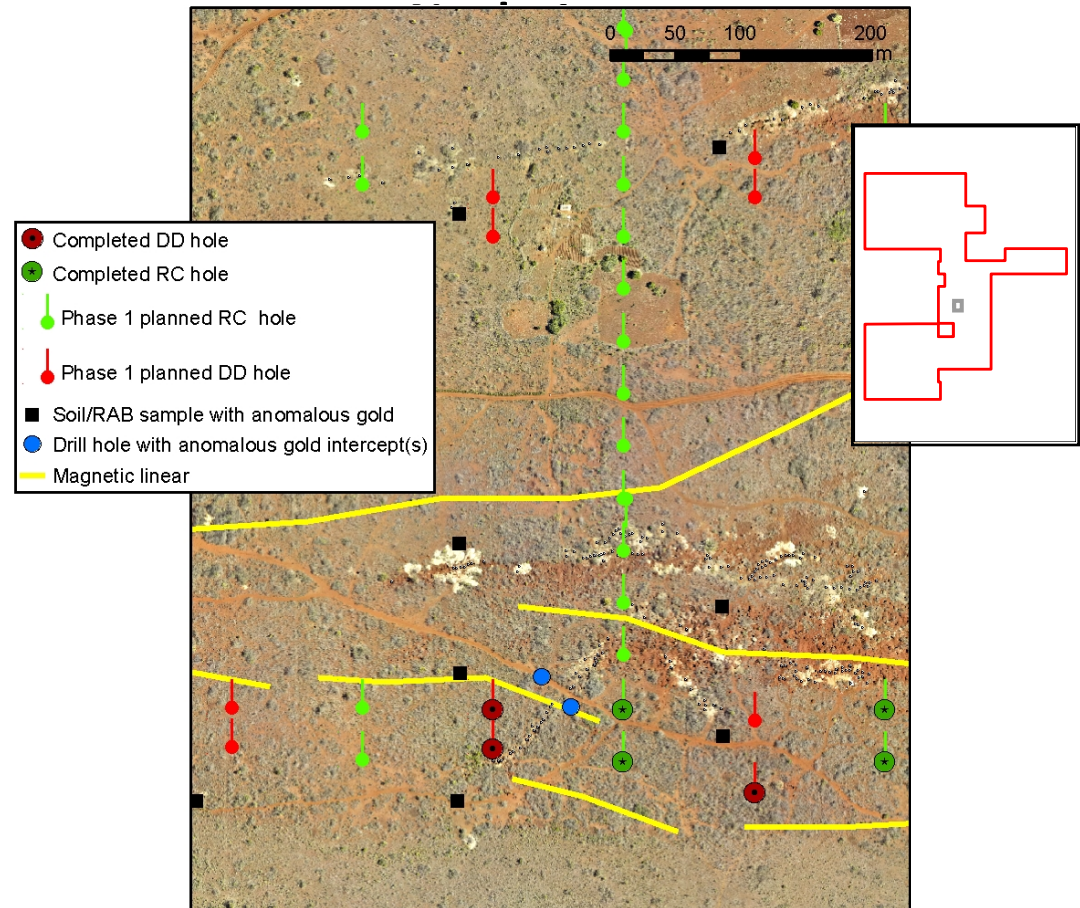 0 50 100 200
m
Completed DD hole
Completed RC hole
Phase 1 planned RC hole
Phase 1 planned DD hole
Soil/RAB sample with anomalous gold
Drill hole with anomalous gold intercept(s)
Magnetic linear